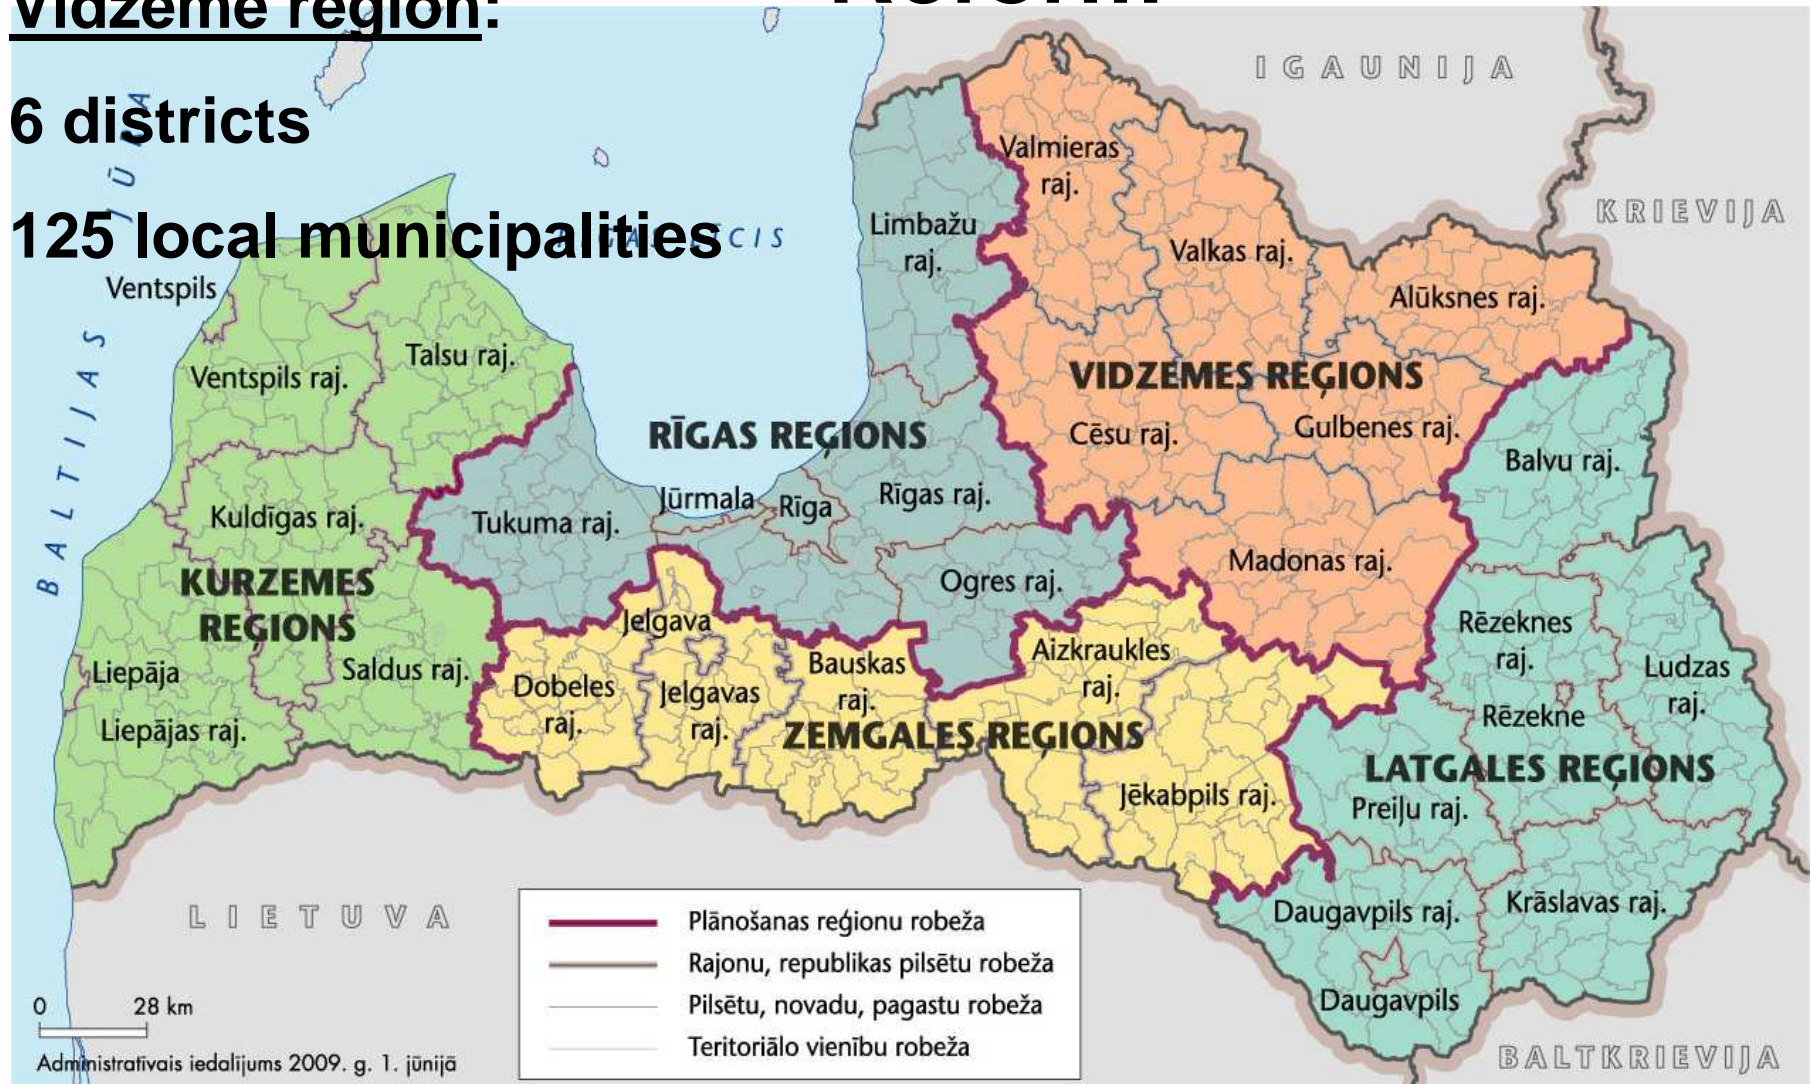 Vidzeme region:
6 districts
125 local municipalities
IGAUNIJA
KRIEVIJA
BALTIJAS JŪRA
RĪGAS LĪCIS
Valmieras
raj.
Limbažu
raj.
Valkas raj.
Alūksnes raj.
Ventspils
Ventspils raj.
Talsu raj.
VIDZEMES REĢIONS
RĪGAS REĢIONS
Cēsu raj.
Gulbenes raj.
Balvu raj.
Kuldīgas raj.
Tukuma raj.
Jūrmala
Rīga
Rīgas raj.
Madonas raj.
Ogres raj.
KURZEMES
REĢIONS
Jelgava
Rēzeknes
raj.
Aizkraukles
raj.
Bauskas
raj.
Liepāja
Saldus raj.
Ludzas
raj.
Dobeles
raj.
Jelgavas
raj.
Rēzekne
Liepājas raj.
ZEMGALES REĢIONS
LATGALES REĢIONS
Jēkabpils raj.
Preiļu raj.
Daugavpils raj.
Krāslavas raj.
Daugavpils
LIETUVA
BALTKRIEVIJA
Plānošanas reģionu robeža
Rajonu, republikas pilsētu robeža
Pilsētu, novadu, pagastu robeža
Teritoriālo vienību robeža
0 28 km
Administratīvais iedalījums 2009. g. 1. jūnijā